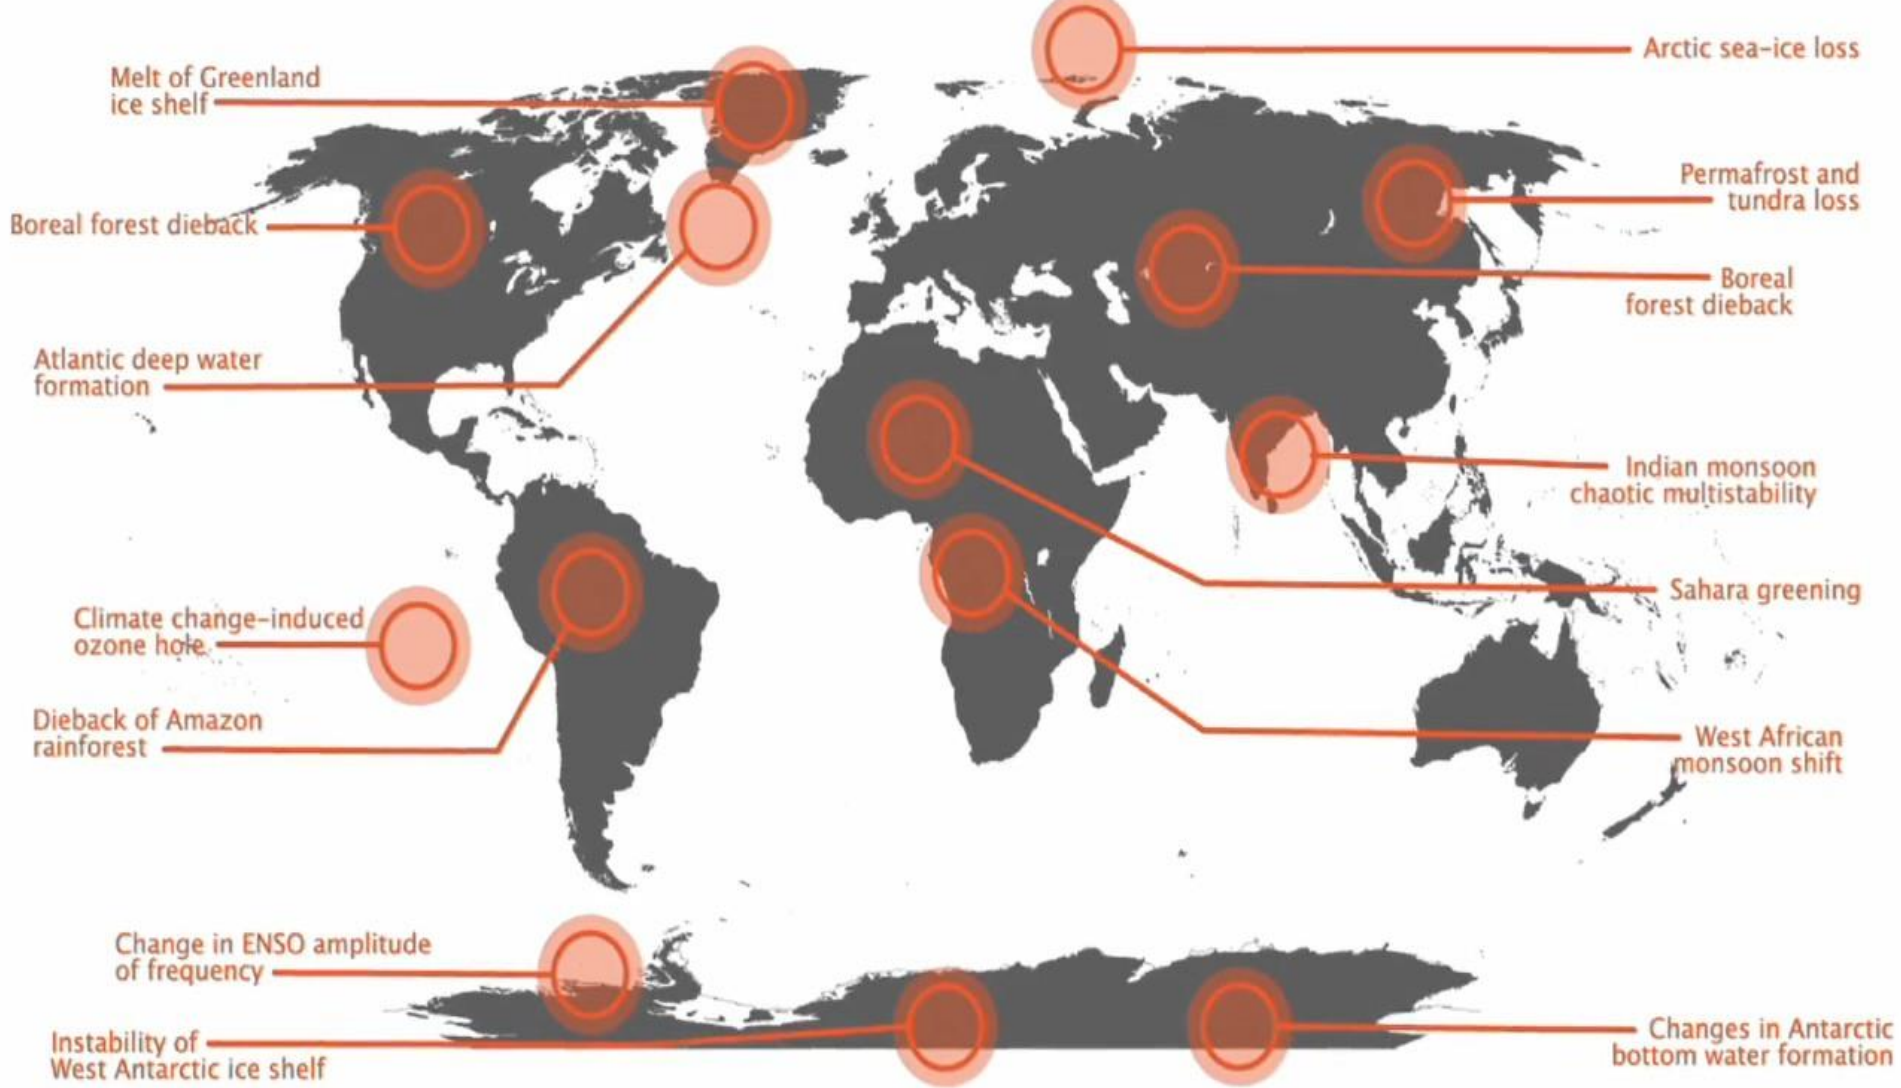 Arctic sea-ice loss
Melt of Greenland
ice shelf
Permafrost and
tundra loss
Boreal forest dieback
Boreal
forest dieback
Atlantic deep water
formation
Indian monsoon
chaotic multistability
Sahara greening
Climate change-induced
ozone hole
Dieback of Amazon
rainforest
West African
monsoon shift
Change in ENSO amplitude
of frequency
Instability of
West Antarctic ice shelf
Changes in Antarctic
bottom water formation